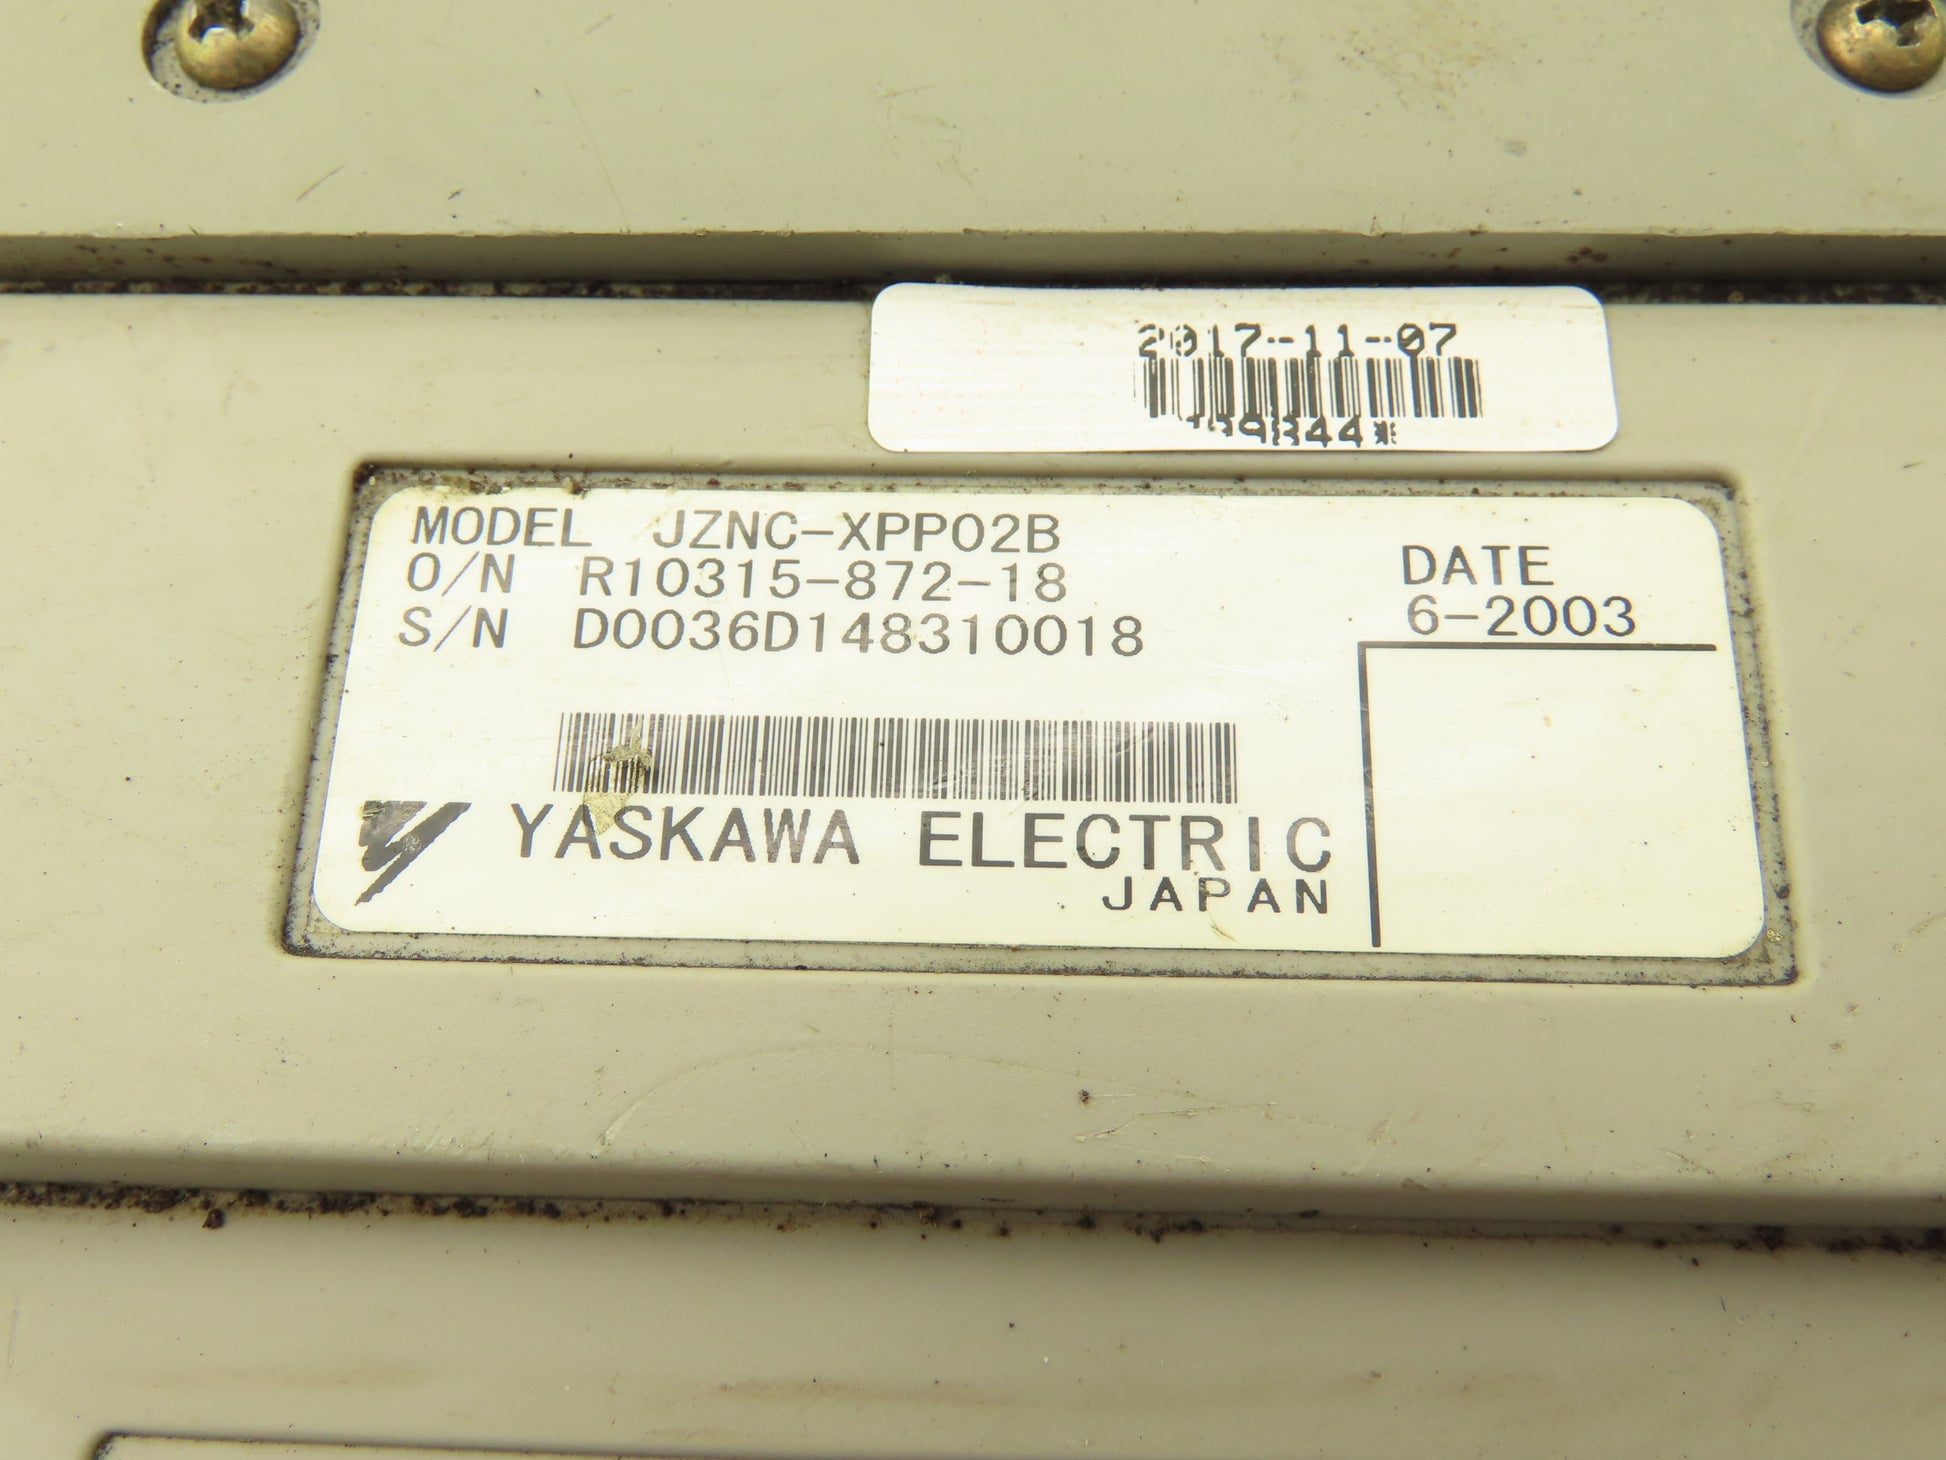 2017-11-07
MODEL JZNC-XPP02B
O/N R10315-872-18
S/N D0036D148310018
DATE
6-2003
YASKAWA ELECTRIC
JAPAN